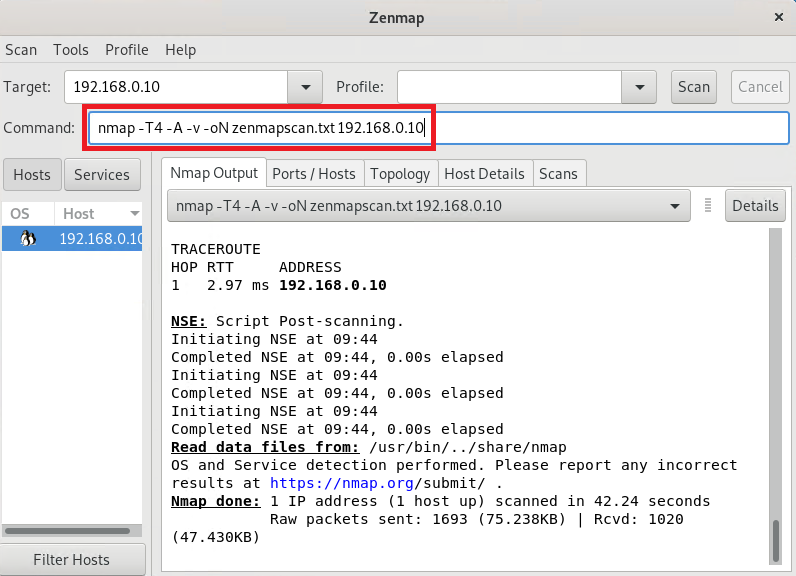 Zenmap
Scan Tools Profile Help
Target: 192.168.0.10 Profile: Scan Cancel
Command: nmap -T4 -A -v -oN zenmapscan.txt 192.168.0.10
Hosts Services
Nmap Output Ports / Hosts Topology Host Details Scans
nmap -T4 -A -v -oN zenmapscan.txt 192.168.0.10 Details
OS Host
192.168.0.10
TRACEROUTE
HOP RTT ADDRESS
1 2.97 ms 192.168.0.10
NSE: Script Post-scanning.
Initiating NSE at 09:44
Completed NSE at 09:44, 0.00s elapsed
Initiating NSE at 09:44
Completed NSE at 09:44, 0.00s elapsed
Initiating NSE at 09:44
Completed NSE at 09:44, 0.00s elapsed
Read data files from: /usr/bin/../share/nmap
OS and Service detection performed. Please report any incorrect
results at https://nmap.org/submit/ .
Nmap done: 1 IP address (1 host up) scanned in 42.24 seconds
Raw packets sent: 1693 (75.238KB) | Rcvd: 1020
(47.430KB)
Filter Hosts